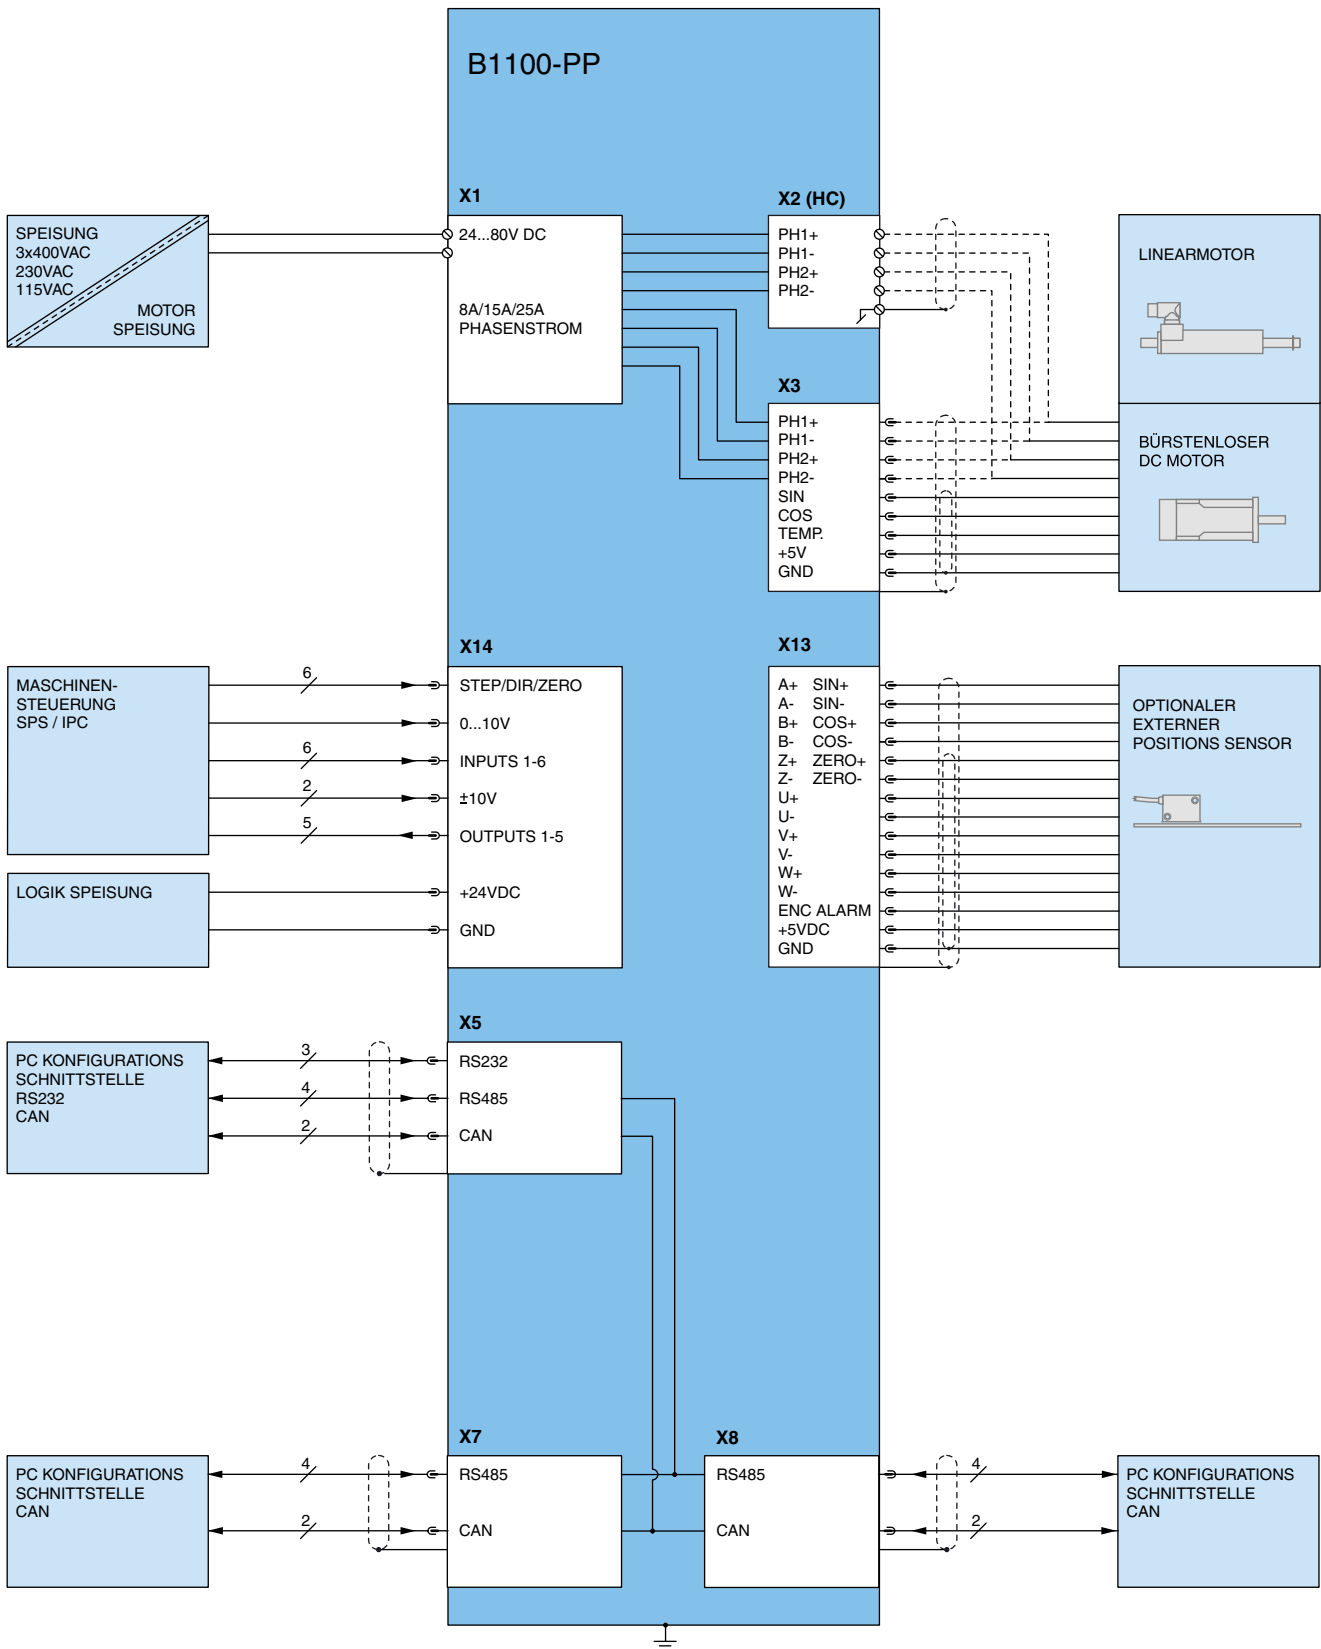 B1100-PP
X1
24...80V DC
8A/15A/25A
PHASENSTROM
SPEISUNG
3x400VAC
230VAC
115VAC
MOTOR
SPEISUNG
X2 (HC)
PH1+
PH1-
PH2+
PH2-
LINEARMOTOR
X3
PH1+
PH1-
PH2+
PH2-
SIN
COS
TEMP.
+5V
GND
BÜRSTENLOSER
DC MOTOR
MASCHINEN-
STEUERUNG
SPS / IPC
6
6
2
5
X14
STEP/DIR/ZERO
0...10V
INPUTS 1-6
±10V
OUTPUTS 1-5
+24VDC
GND
LOGIK SPEISUNG
X13
A+ SIN+
A- SIN-
B+ COS+
B- COS-
Z+ ZERO+
Z- ZERO-
U+
U-
V+
V-
W+
W-
ENC ALARM
+5VDC
GND
OPTIONALER
EXTERNER
POSITIONS SENSOR
PC KONFIGURATIONS
SCHNITTSTELLE
RS232
CAN
3
4
2
X5
RS232
RS485
CAN
PC KONFIGURATIONS
SCHNITTSTELLE
CAN
4
2
X7
RS485
CAN
X8
RS485
CAN
4
2
PC KONFIGURATIONS
SCHNITTSTELLE
CAN